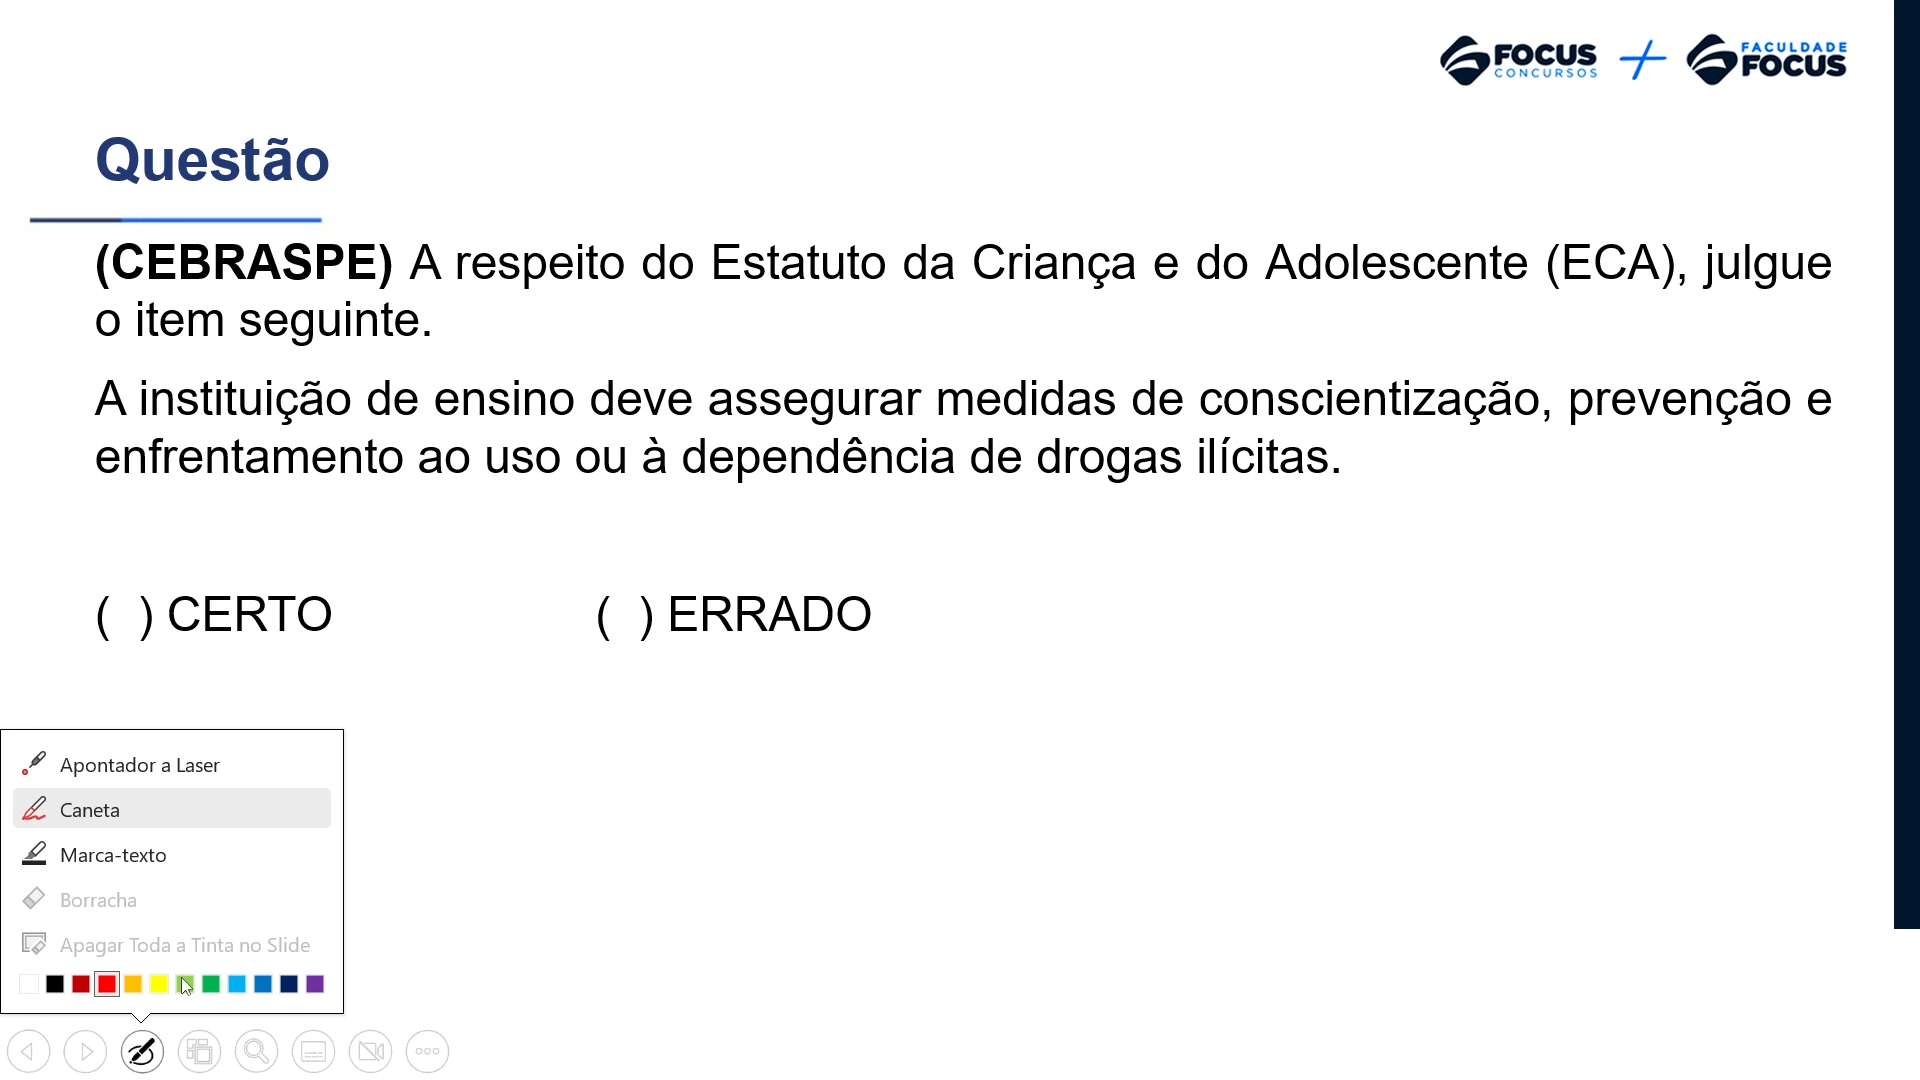 FOCUS CONCURSOS
FACULDADE FOCUS
Questão
(CEBRASPE) A respeito do Estatuto da Criança e do Adolescente (ECA), julgue
o item seguinte.
A instituição de ensino deve assegurar medidas de conscientização, prevenção e
enfrentamento ao uso ou à dependência de drogas ilícitas.
( ) CERTO ( ) ERRADO
Apontador a Laser
Caneta
Marca-texto
Borracha
Apagar Toda a Tinta no Slide